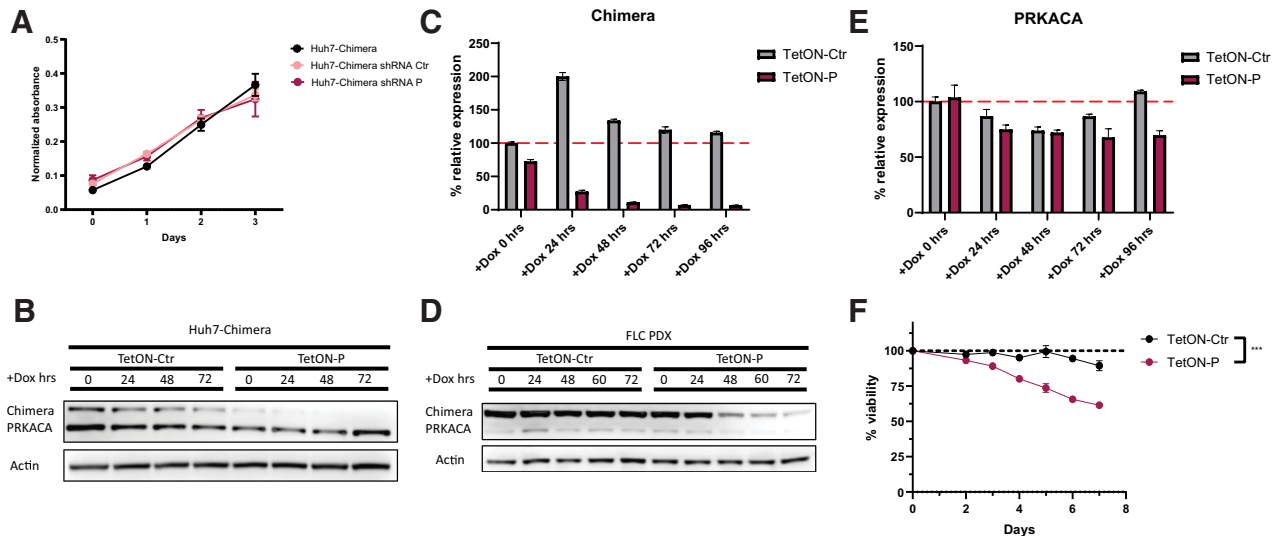 A
Normalized absorbance
0.5
0.4
0.3
0.2
0.1
0.0
0 1 2 3
Days
Huh7-Chimera
Huh7-Chimera shRNA Ctr
Huh7-Chimera shRNA P
B
Huh7-Chimera
TetON-Ctr TetON-P
+Dox hrs 0 24 48 72 0 24 48 72
Chimera
PRKACA
Actin
C
Chimera
% relative expression
250
200
150
100
50
0
+Dox 0 hrs
+Dox 24 hrs
+Dox 48 hrs
+Dox 72 hrs
+Dox 96 hrs
TetON-Ctr
TetON-P
D
FLC PDX
TetON-Ctr TetON-P
+Dox hrs 0 24 48 60 72 0 24 48 60 72
Chimera
PRKACA
Actin
E
PRKACA
% relative expression
150
100
50
0
+Dox 0 hrs
+Dox 24 hrs
+Dox 48 hrs
+Dox 72 hrs
+Dox 96 hrs
TetON-Ctr
TetON-P
F
% viability
100
75
50
25
0
0 2 4 6 8
Days
TetON-Ctr
TetON-P
***